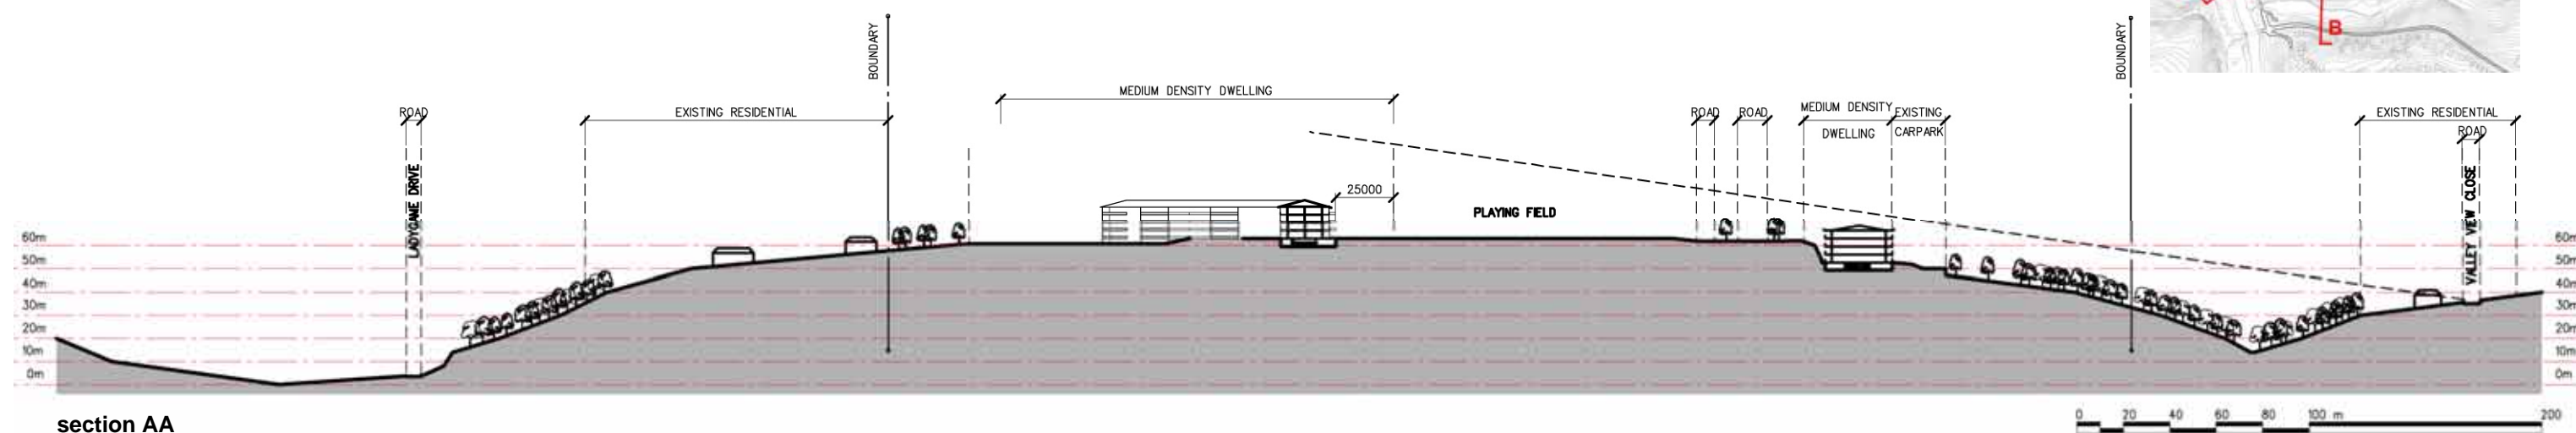 B
BOUNDARY
BOUNDARY
MEDIUM DENSITY DWELLING
ROAD
EXISTING RESIDENTIAL
ROAD
ROAD
MEDIUM DENSITY
DWELLING
EXISTING
CARPARK
EXISTING RESIDENTIAL
ROAD
LADYGAME DRIVE
25000
PLAYING FIELD
VALLEY VIEW CLOSE
60m
50m
40m
30m
20m
10m
0m
60m
50m
40m
30m
20m
10m
0m
section AA
0 20 40 60 80 100 m 200